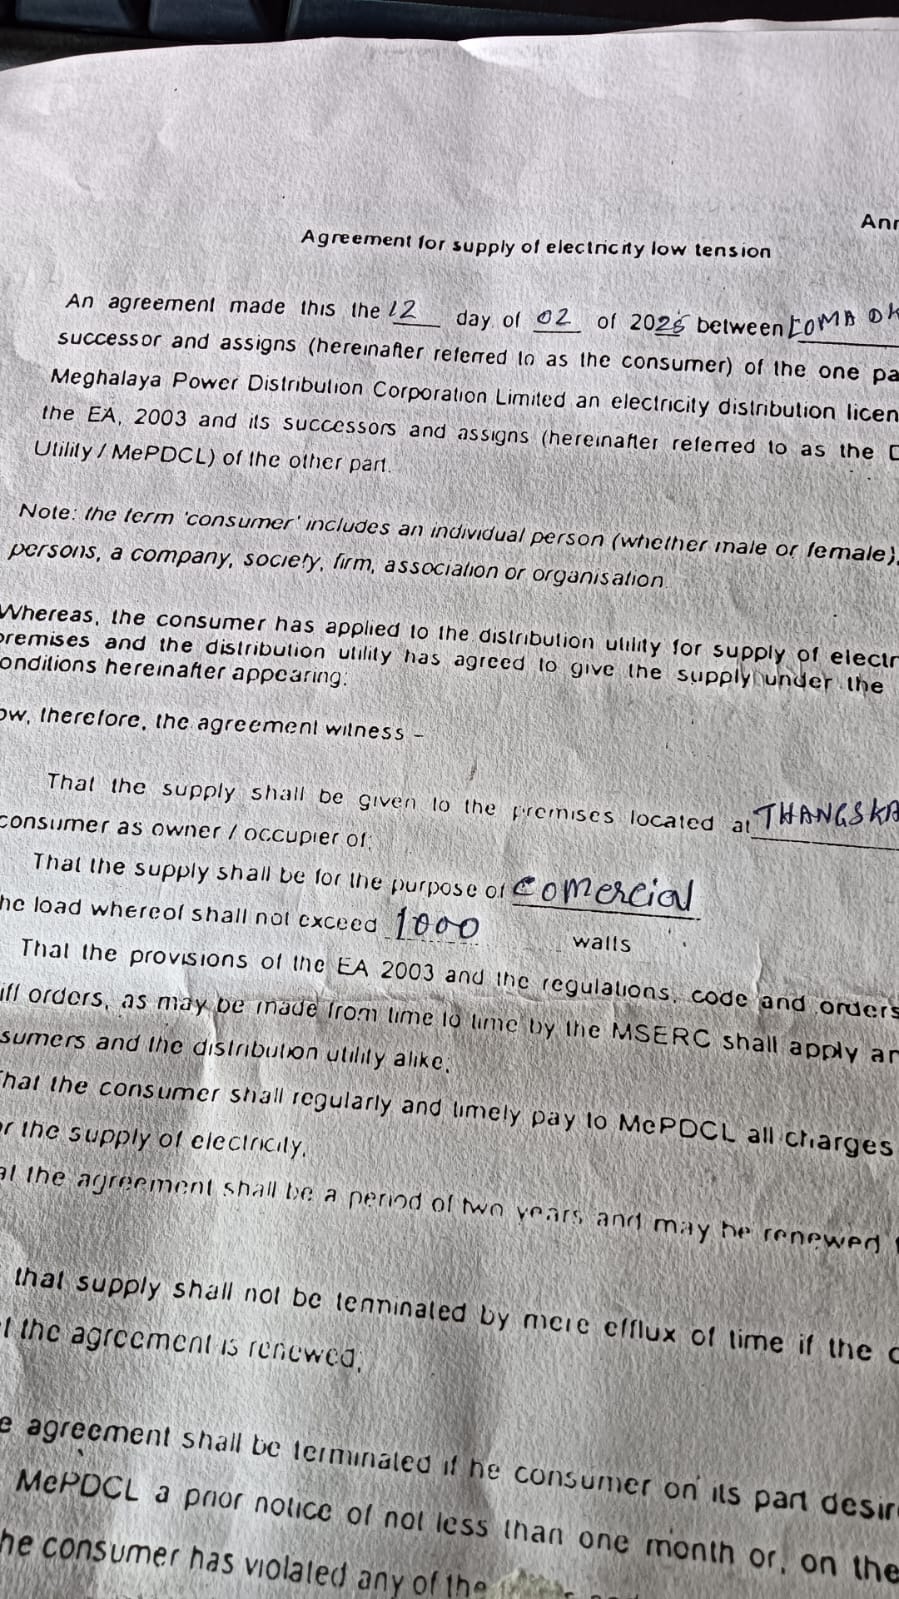 Ann
Agreement for supply of electricity low tension
An agreement made this the 12 day of 02 of 2025 between
successor and assigns (hereinafter referred to as the consumer) of the one pa
Meghalaya Power Distribution Corporation Limited an electricity distribution licen
the EA, 2003 and its successors and assigns (hereinafter referred to as the D
Utility / MePDCL) of the other part.
Note: the term 'consumer' includes an individual person (whether male or female),
persons, a company, society, firm, association or organisation.
Whereas, the consumer has applied to the distribution utility for supply of electr
premises and the distribution utility has agreed to give the supply under the
onditions hereinafter appearing:
ow, therefore, the agreement witness -
That the supply shall be given to the premises located at THANGSKA
consumer as owner / occupier of:
That the supply shall be for the purpose of Comercial
he load whereof shall not exceed 1000 walls
That the provisions of the EA 2003 and the regulations, code and orders
iff orders, as may be made from time to time by the MSERC shall apply an
sumers and the distribution utility alike;
hat the consumer shall regularly and timely pay to MePDCL all charges
or the supply of electricity.
at the agreement shall be a period of two years and may be renewed
that supply shall not be terminated by mere efflux of time if the c
t the agreement is renewed;
e agreement shall be terminated if he consumer on its part desir
MePDCL a prior notice of not less than one month or, on the
he consumer has violated any of the